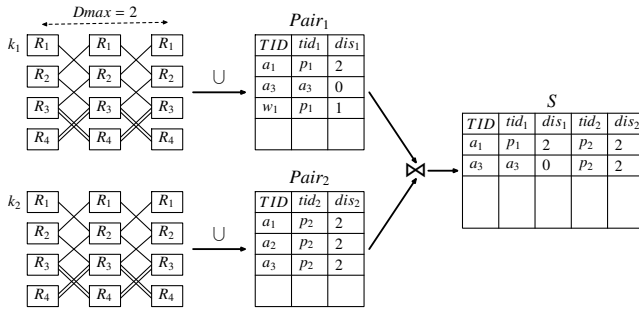 Dmax = 2
k1 R1 R1 R1
R2 R2 R2
R3 R3 R3
R4 R4 R4
∪
Pair1
TID tid1 dis1
a1 p1 2
a3 a3 0
w1 p1 1
k2 R1 R1 R1
R2 R2 R2
R3 R3 R3
R4 R4 R4
∪
Pair2
TID tid2 dis2
a1 p2 2
a2 p2 2
a3 p2 2
⋈
S
TID tid1 dis1 tid2 dis2
a1 p1 2 p2 2
a3 a3 0 p2 2